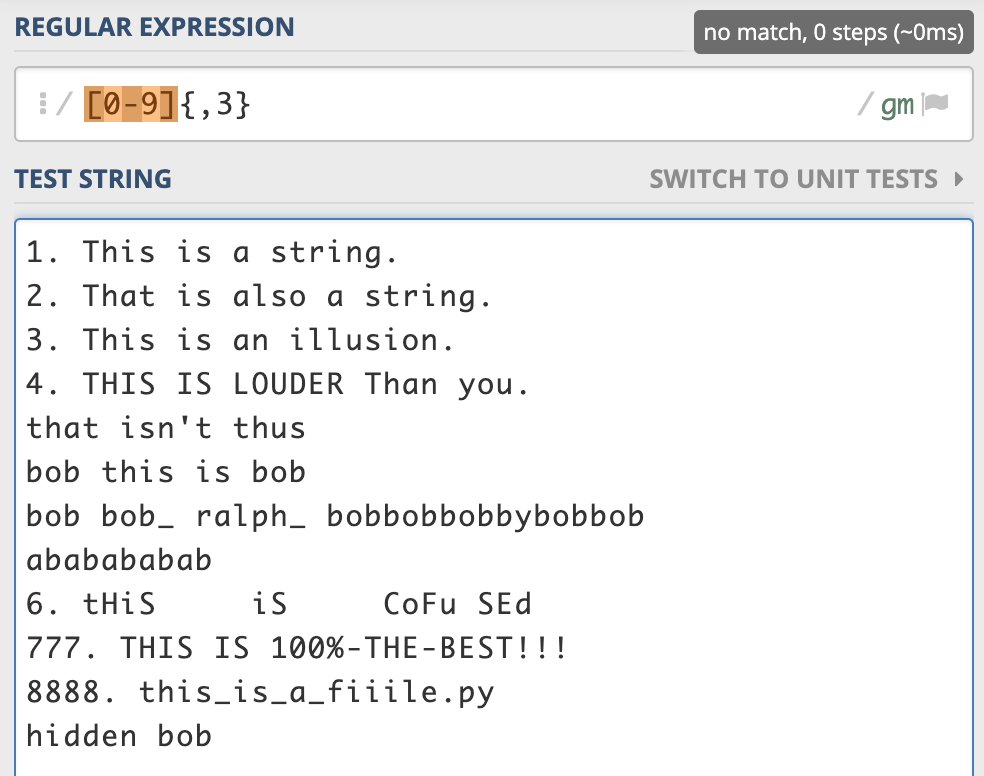 REGULAR EXPRESSION
no match, 0 steps (~0ms)
/ [0-9]{,3} / gm
TEST STRING
SWITCH TO UNIT TESTS
1. This is a string.
2. That is also a string.
3. This is an illusion.
4. THIS IS LOUDER Than you.
that isn't thus
bob this is bob
bob bob_ ralph_ bobbobbobbybobbob
ababababab
6. tHiS     iS     CoFu SEd
777. THIS IS 100%-THE-BEST!!!
8888. this_is_a_fiiile.py
hidden bob